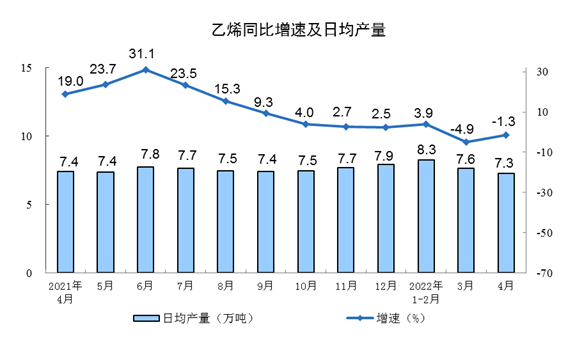 乙烯同比增速及日均产量
15
10
5
0
30
10
-10
-30
-50
-70
19.0
23.7
31.1
23.5
15.3
9.3
4.0
2.7
2.5
3.9
-4.9
-1.3
7.4
7.4
7.8
7.7
7.5
7.4
7.5
7.7
7.9
8.3
7.6
7.3
2021年
4月
5月
6月
7月
8月
9月
10月
11月
12月
2022年
1-2月
3月
4月
日均产量（万吨）
增速（%）